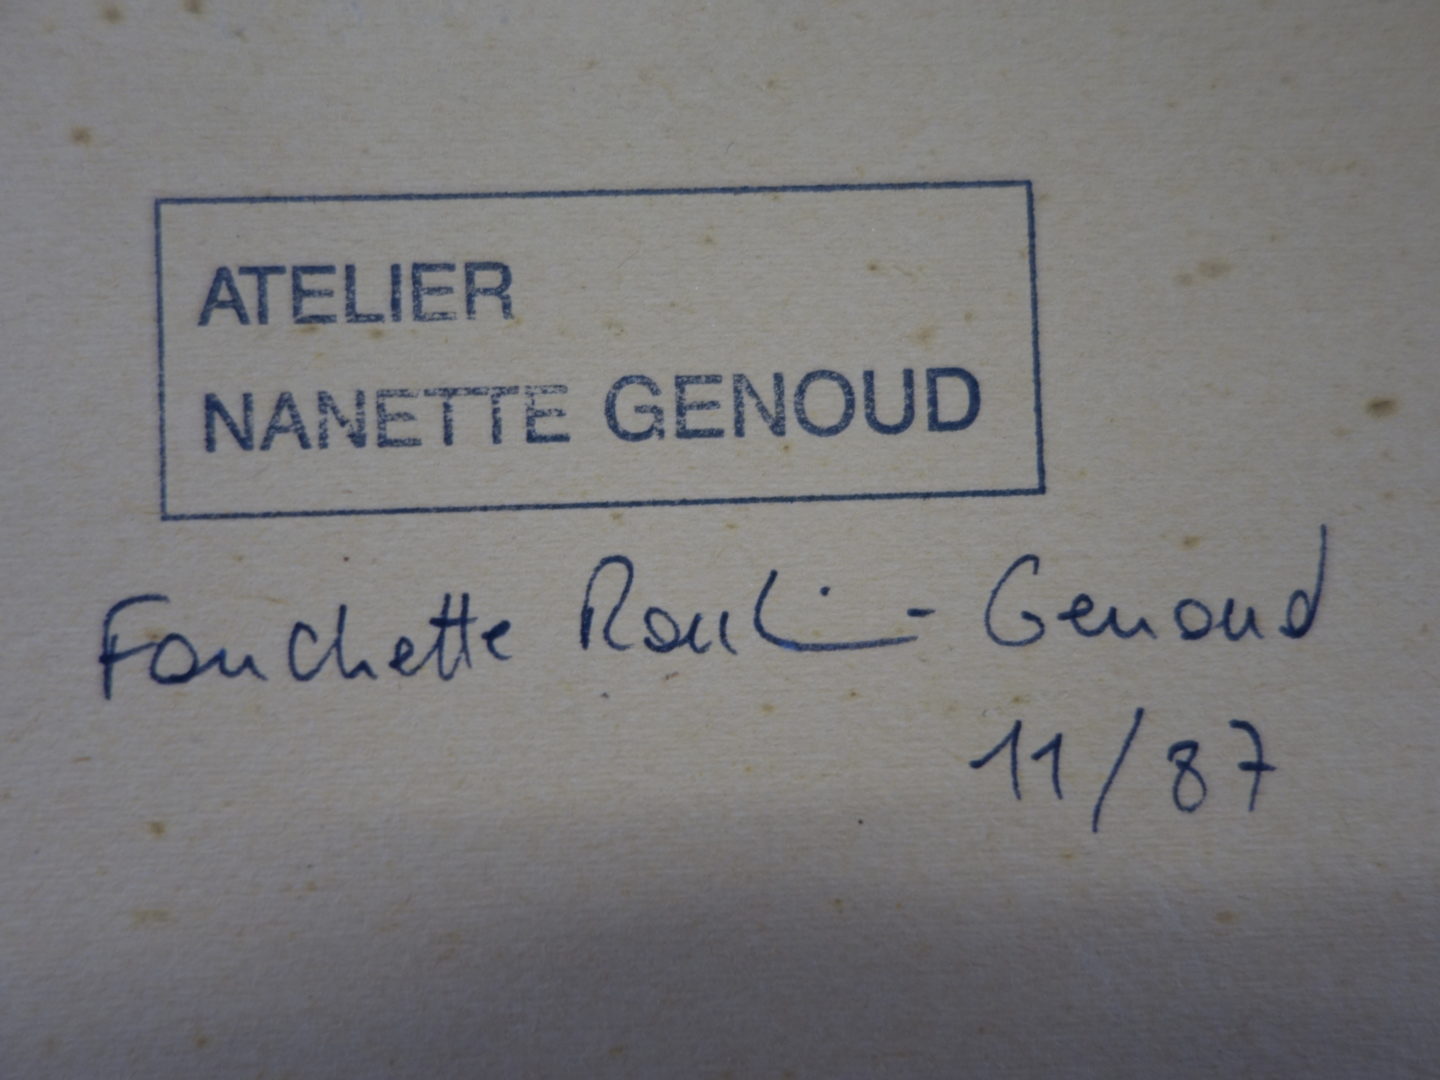 ATELIER
NANETTE GENOUD
Fanchette Roulin-Genoud
11/87